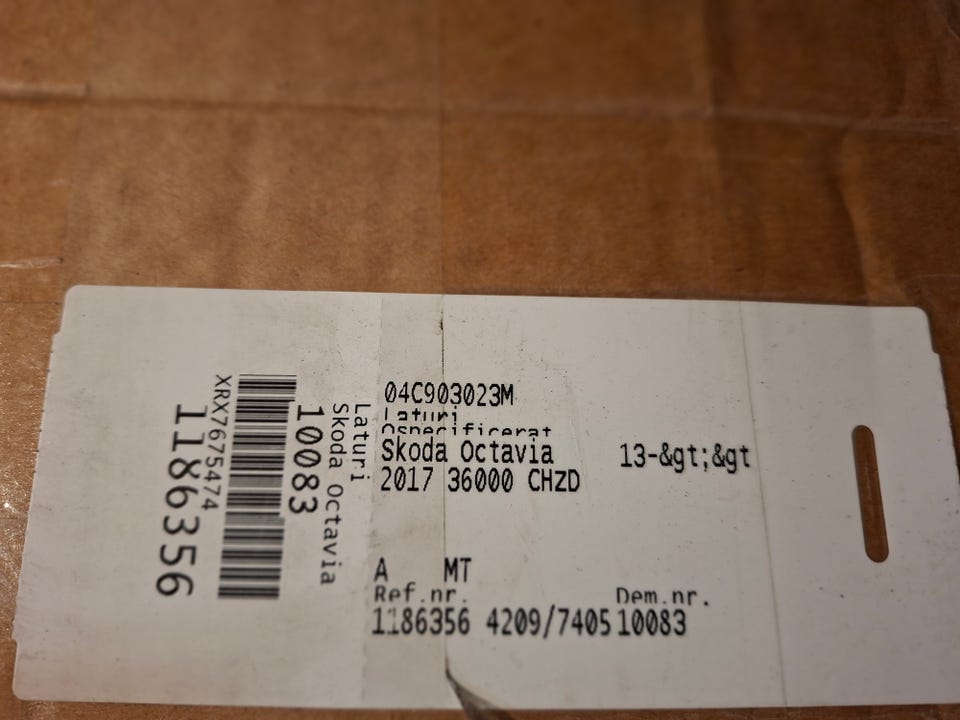 04C903023M
Laturi
Ospecificerat
Skoda Octavia 13-&gt;&gt
2017 36000 CHZD
A MT
Ref.nr. Dem.nr.
1186356 4209/7405 10083
Laturi
Skoda Octavia
10083
XRX7675474
1186356